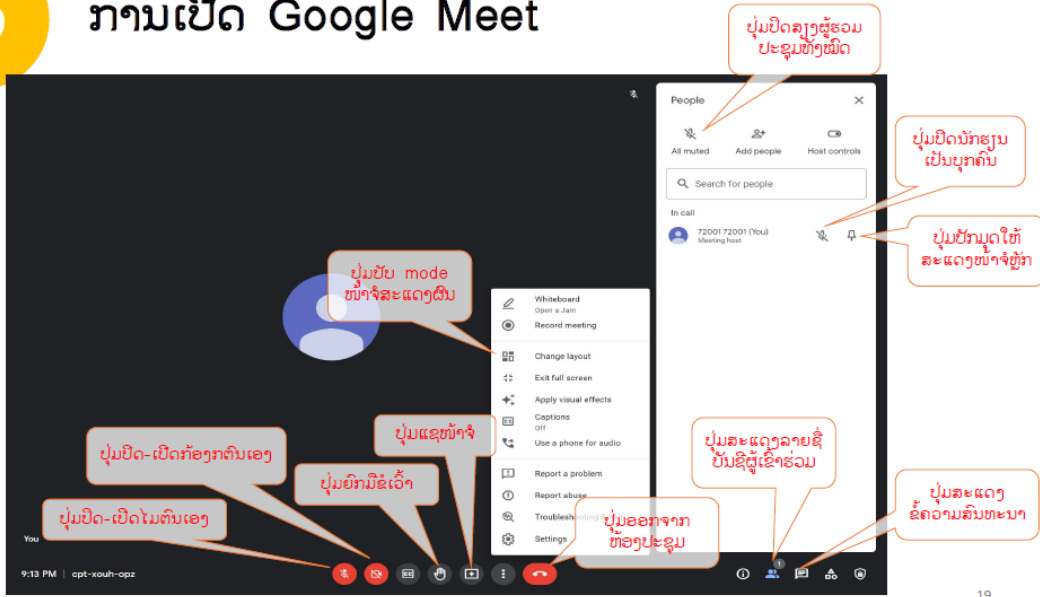 ການເປີດ Google Meet
ປຸ່ມປິດສຽງຜູ້ຮວມ
ປະຊຸມທັງໝົດ
People
All muted
Add people
Host controls
ປຸ່ມປິດນັກຮຽນ
ເປັນບຸກຄົນ
Search for people
In call
72001 72001 (You)
Meeting host
ປຸ່ມປັກມຸດໃຫ້
ສະແດງໜ້າຈໍຫຼັກ
ປຸ່ມປັບ mode
ໜ້າຈໍສະແດງຜົນ
Whiteboard
Open a Jam
Record meeting
Change layout
Exit full screen
Apply visual effects
Captions
Off
Use a phone for audio
Report a problem
Report abuse
Settings
ປຸ່ມແຊໜ້າຈໍ
ປຸ່ມປິດ-ເປີດກ້ອງກຕົນເອງ
ປຸ່ມຍົກມືຂໍເວົ້າ
ປຸ່ມສະແດງລາຍຊື່
ບັນຊີຜູ້ເຂົ້າຮ່ວມ
ປຸ່ມປິດ-ເປີດໄມຕົນເອງ
ປຸ່ມອອກຈາກ
ຫ້ອງປະຊຸມ
ປຸ່ມສະແດງ
ຂໍ້ຄວາມສົນທະນາ
You
9:13 PM | cpt-xouh-opz
1
19